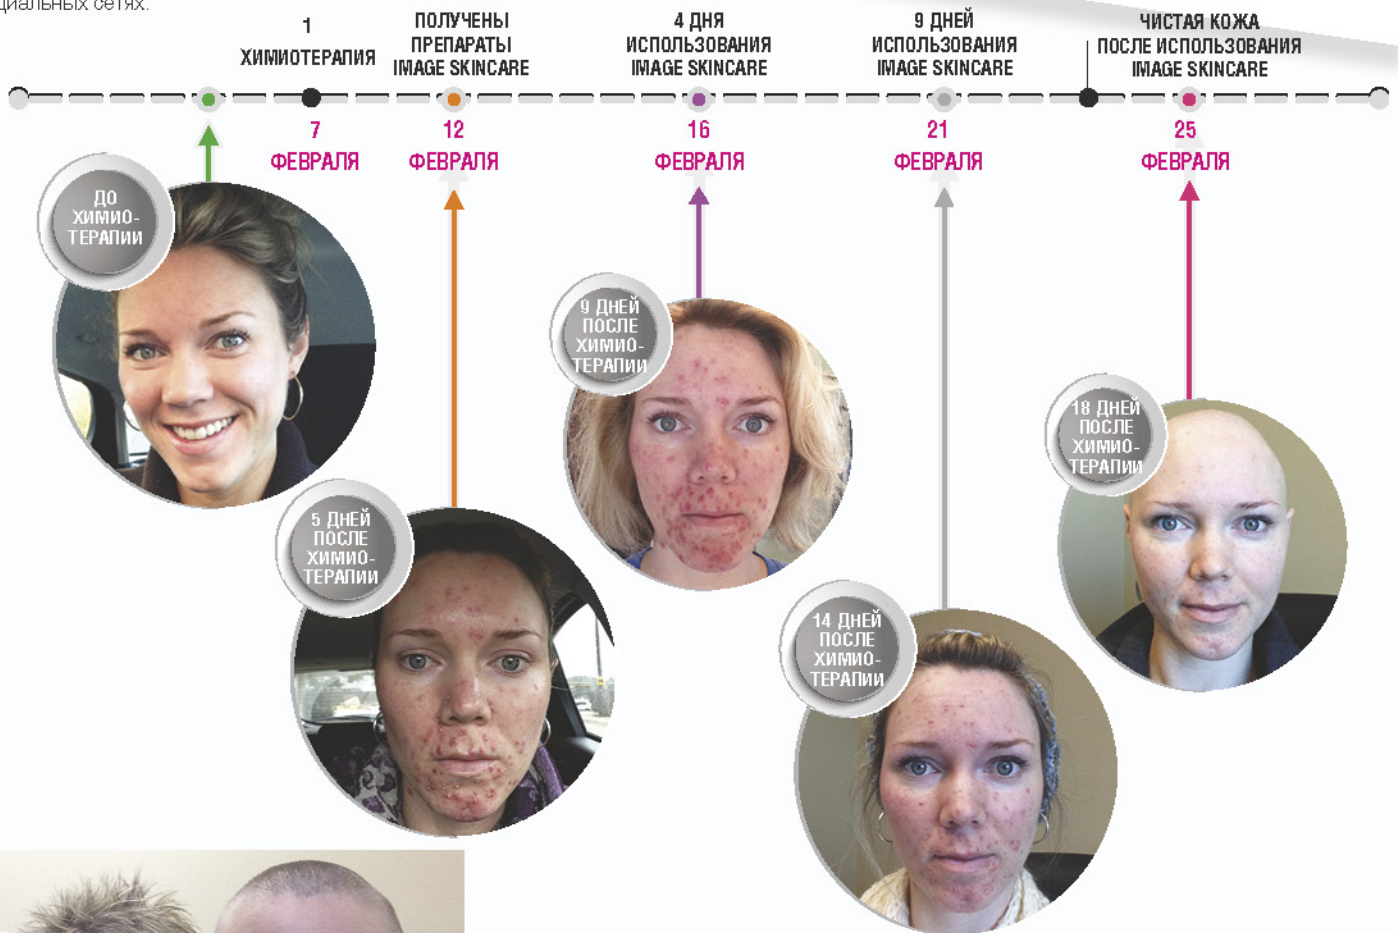 циальных сетях.
1
ХИМИОТЕРАПИЯ
ПОЛУЧЕНЫ
ПРЕПАРАТЫ
IMAGE SKINCARE
4 ДНЯ
ИСПОЛЬЗОВАНИЯ
IMAGE SKINCARE
9 ДНЕЙ
ИСПОЛЬЗОВАНИЯ
IMAGE SKINCARE
ЧИСТАЯ КОЖА
ПОСЛЕ ИСПОЛЬЗОВАНИЯ
IMAGE SKINCARE
7
ФЕВРАЛЯ
12
ФЕВРАЛЯ
16
ФЕВРАЛЯ
21
ФЕВРАЛЯ
25
ФЕВРАЛЯ
ДО
ХИМИО-
ТЕРАПИИ
9 ДНЕЙ
ПОСЛЕ
ХИМИО-
ТЕРАПИИ
18 ДНЕЙ
ПОСЛЕ
ХИМИО-
ТЕРАПИИ
5 ДНЕЙ
ПОСЛЕ
ХИМИО-
ТЕРАПИИ
14 ДНЕЙ
ПОСЛЕ
ХИМИО-
ТЕРАПИИ